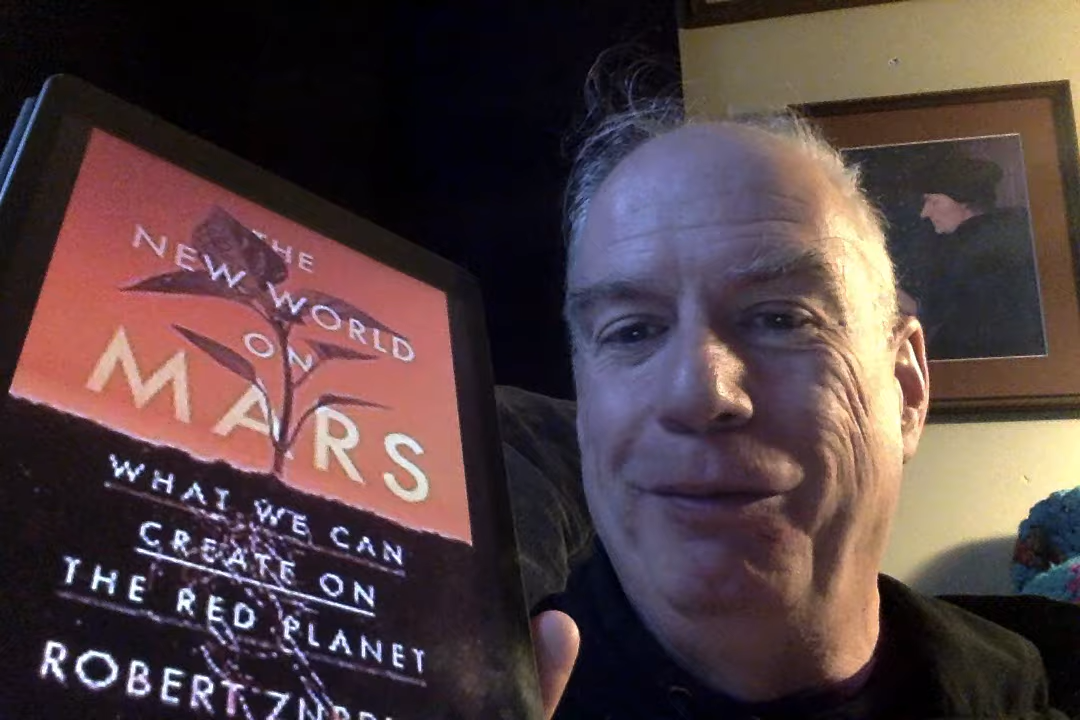 THE
NEW WORLD
ON
MARS
WHAT WE CAN
CREATE ON
THE RED PLANET
ROBERT